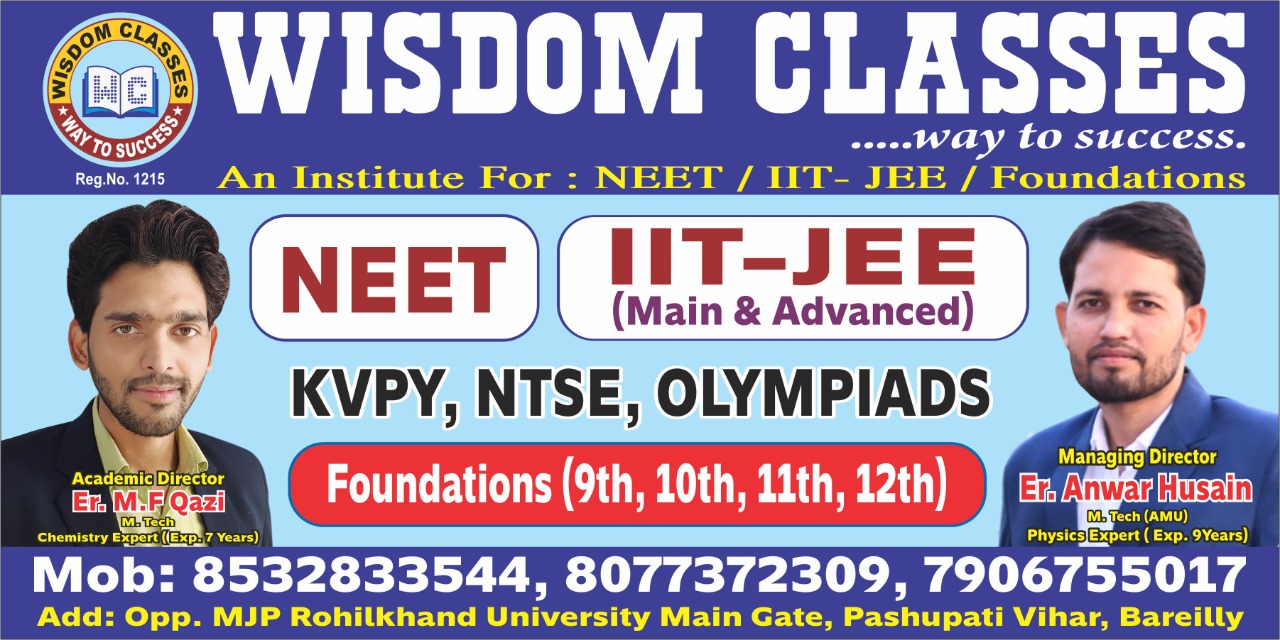 WISDOM CLASSES
WC
WAY TO SUCCESS
Reg.No. 1215
WISDOM CLASSES
.....way to success.
An Institute For : NEET / IIT- JEE / Foundations
NEET
IIT-JEE
(Main & Advanced)
KVPY, NTSE, OLYMPIADS
Foundations (9th, 10th, 11th, 12th)
Academic Director
Er. M.F Qazi
M. Tech
Chemistry Expert ((Exp. 7 Years)
Managing Director
Er. Anwar Husain
M. Tech (AMU)
Physics Expert ( Exp. 9Years)
Mob: 8532833544, 8077372309, 7906755017
Add: Opp. MJP Rohilkhand University Main Gate, Pashupati Vihar, Bareilly